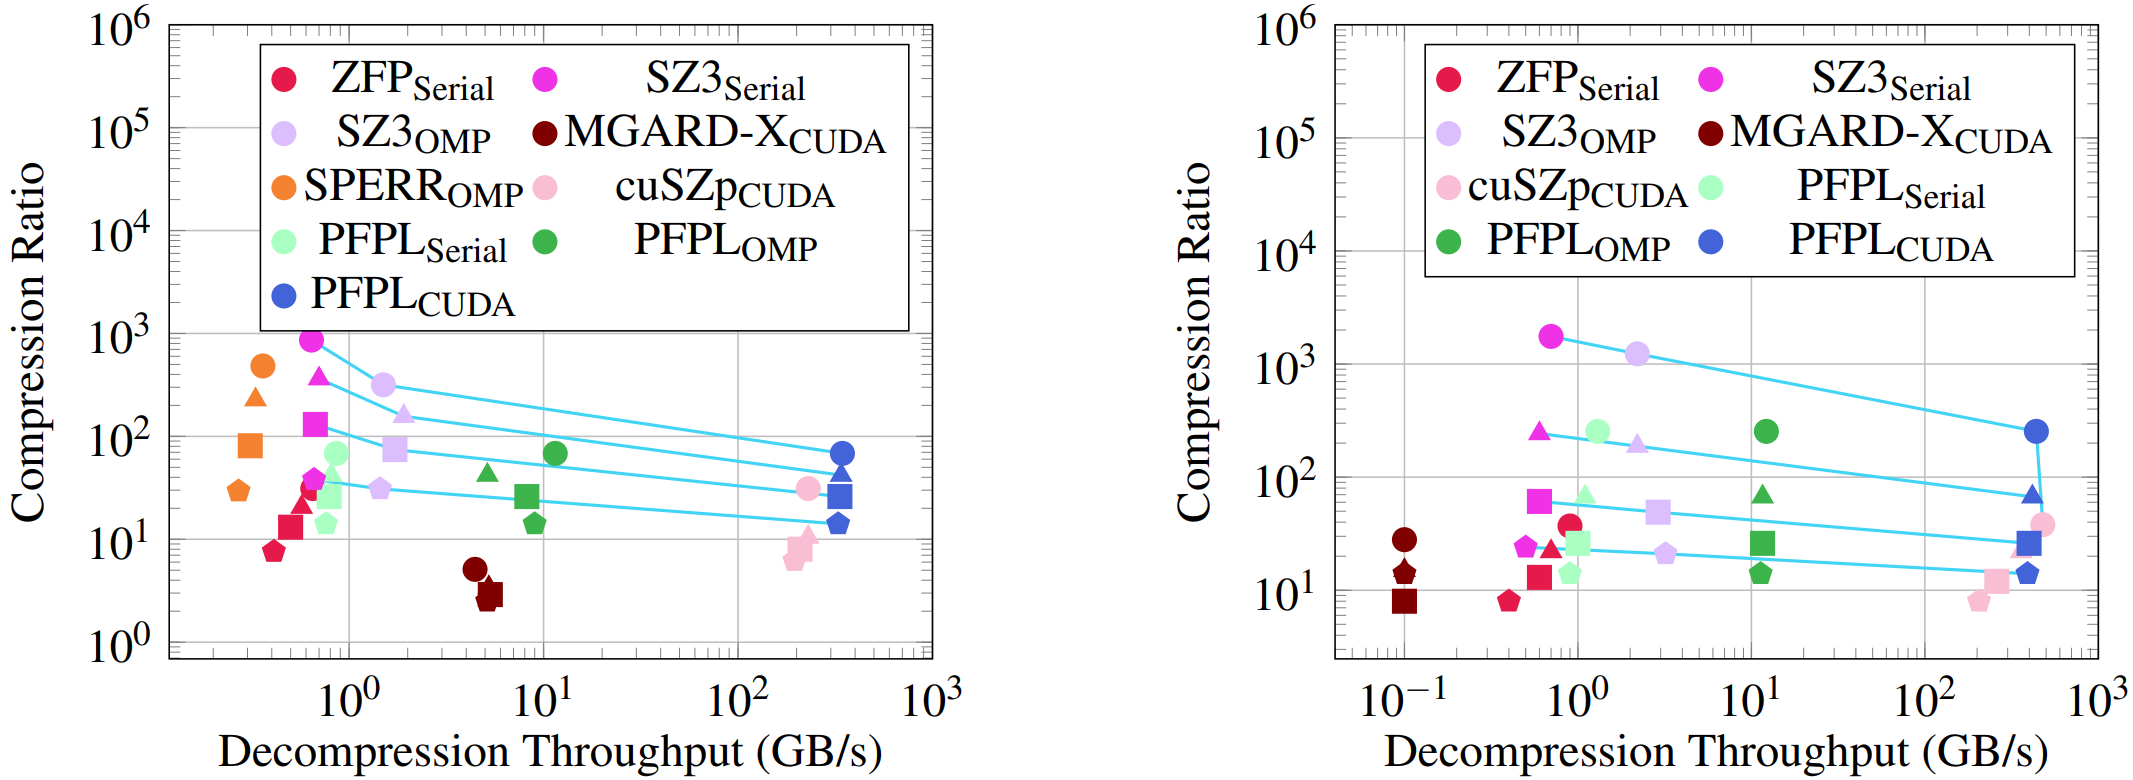 10^6
ZFP_Serial SZ3_Serial
10^5
SZ3_OMP MGARD-X_CUDA
SPERR_OMP cuSZp_CUDA
10^4
PFPL_Serial PFPL_OMP
PFPL_CUDA
10^3
10^2
10^1
10^0
Compression Ratio
10^0 10^1 10^2 10^3
Decompression Throughput (GB/s)
10^6
ZFP_Serial SZ3_Serial
10^5
SZ3_OMP MGARD-X_CUDA
cuSZp_CUDA PFPL_Serial
10^4
PFPL_OMP PFPL_CUDA
10^3
10^2
10^1
Compression Ratio
10^−1 10^0 10^1 10^2 10^3
Decompression Throughput (GB/s)